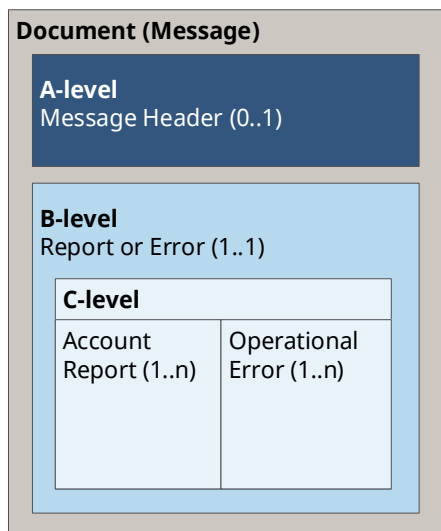 Document (Message)
A-level
Message Header (0..1)
B-level
Report or Error (1..1)
C-level
Account
Report (1..n)
Operational
Error (1..n)